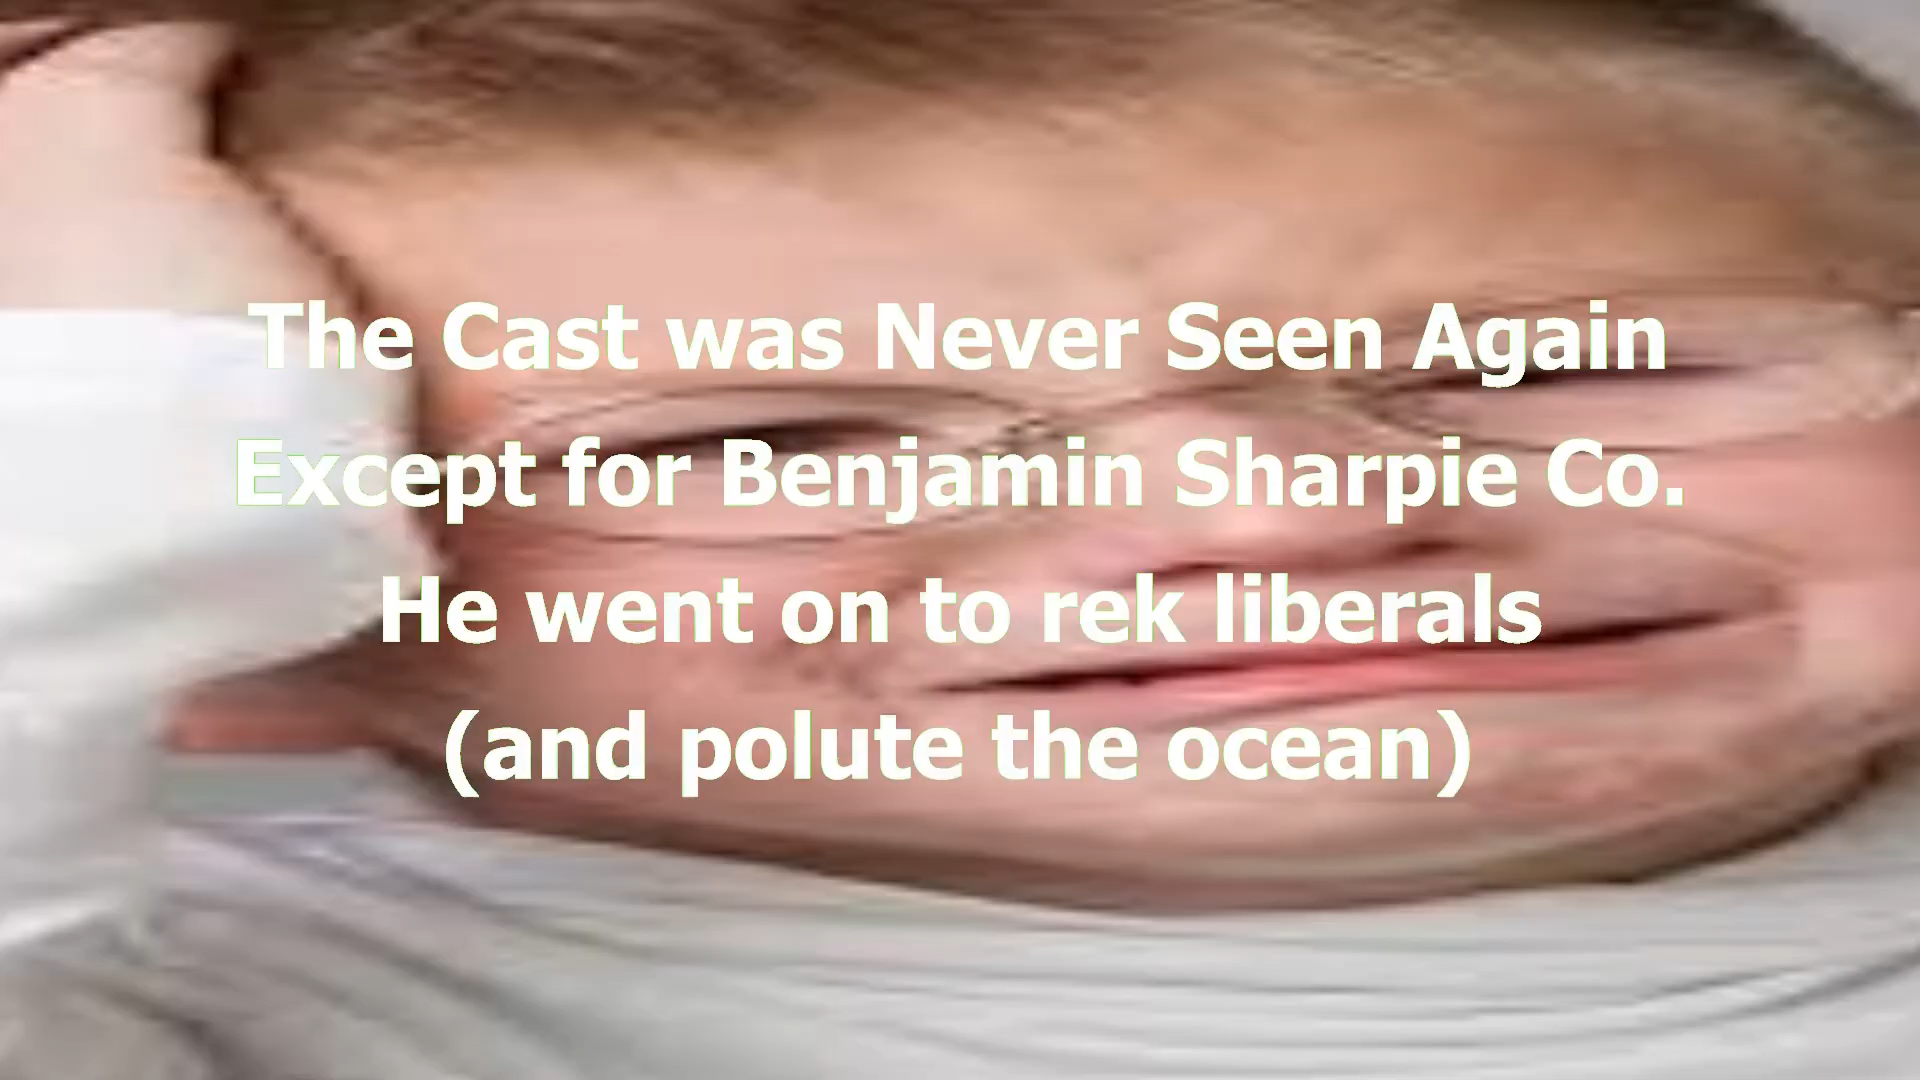 The Cast was Never Seen Again
Except for Benjamin Sharpie Co.
He went on to rek liberals
(and polute the ocean)